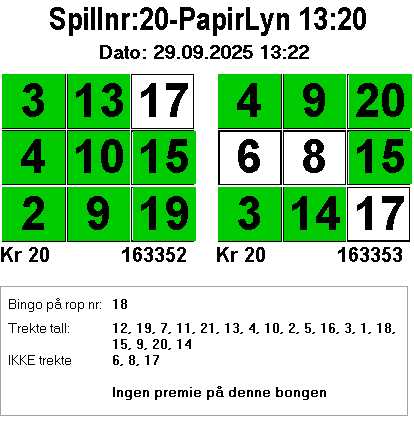 Spillnr:20-PapirLyn 13:20
Dato: 29.09.2025 13:22
3 13 17 4 9 20
4 10 15 6 8 15
2 9 19 3 14 17
Kr 20 163352 Kr 20 163353
Bingo på rop nr: 18
Trekte tall: 12, 19, 7, 11, 21, 13, 4, 10, 2, 5, 16, 3, 1, 18,
15, 9, 20, 14
IKKE trekte 6, 8, 17
Ingen premie på denne bongen